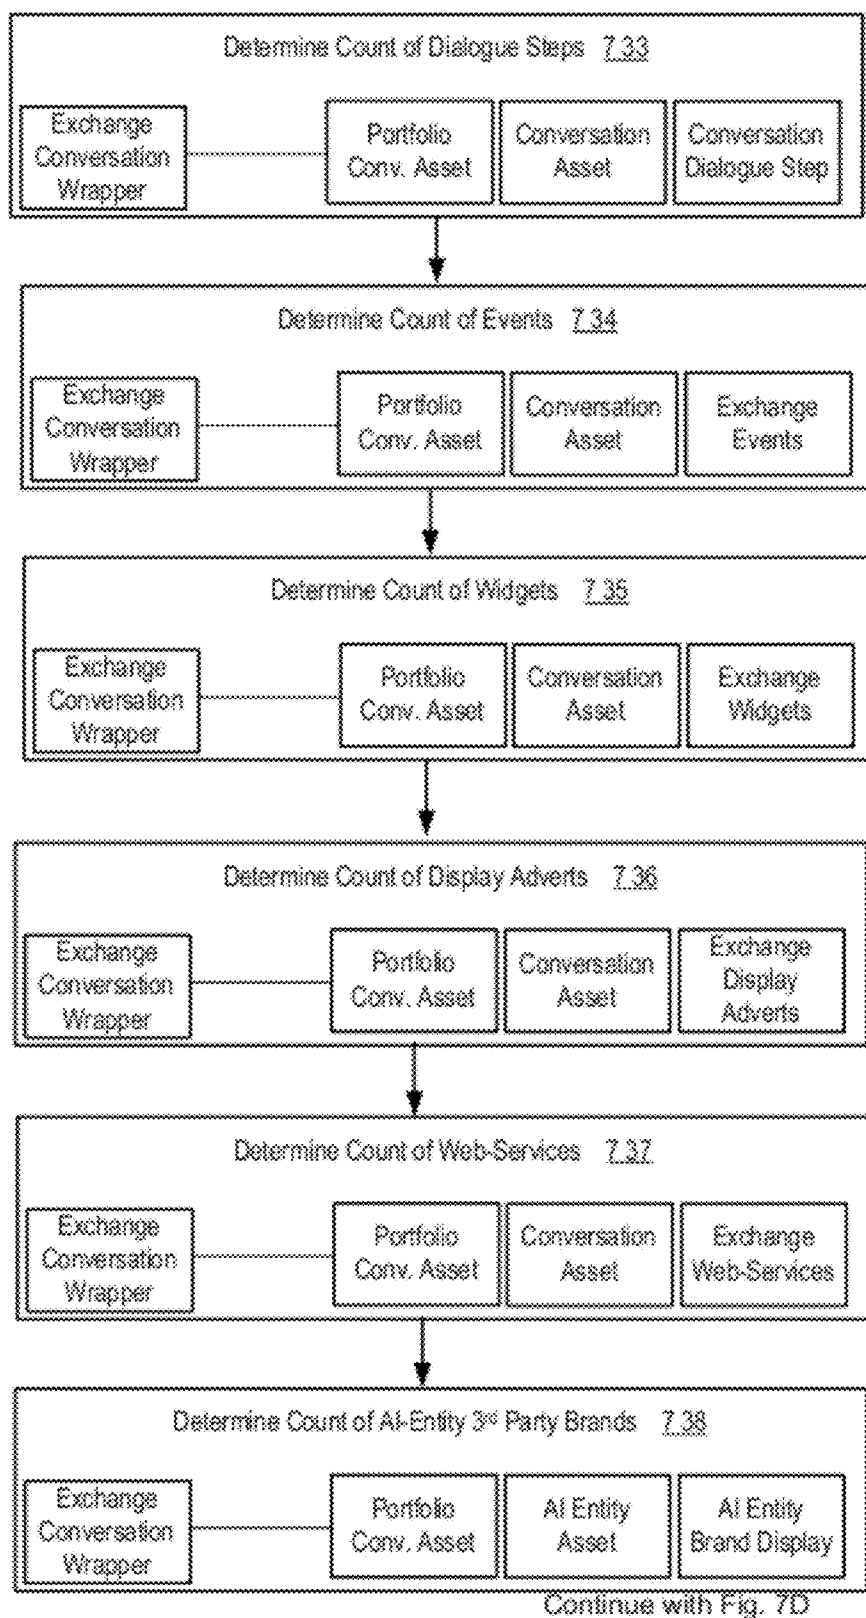 Determine Count of Dialogue Steps 7.33
Exchange
Conversation
Wrapper
Portfolio
Conv. Asset
Conversation
Asset
Conversation
Dialogue Step
Determine Count of Events 7.34
Exchange
Conversation
Wrapper
Portfolio
Conv. Asset
Conversation
Asset
Exchange
Events
Determine Count of Widgets 7.35
Exchange
Conversation
Wrapper
Portfolio
Conv. Asset
Conversation
Asset
Exchange
Widgets
Determine Count of Display Adverts 7.36
Exchange
Conversation
Wrapper
Portfolio
Conv. Asset
Conversation
Asset
Exchange
Display
Adverts
Determine Count of Web-Services 7.37
Exchange
Conversation
Wrapper
Portfolio
Conv. Asset
Conversation
Asset
Exchange
Web-Services
Determine Count of AI-Entity 3rd Party Brands 7.38
Exchange
Conversation
Wrapper
Portfolio
Conv. Asset
AI Entity
Asset
AI Entity
Brand Display
Continue with Fig. 7D